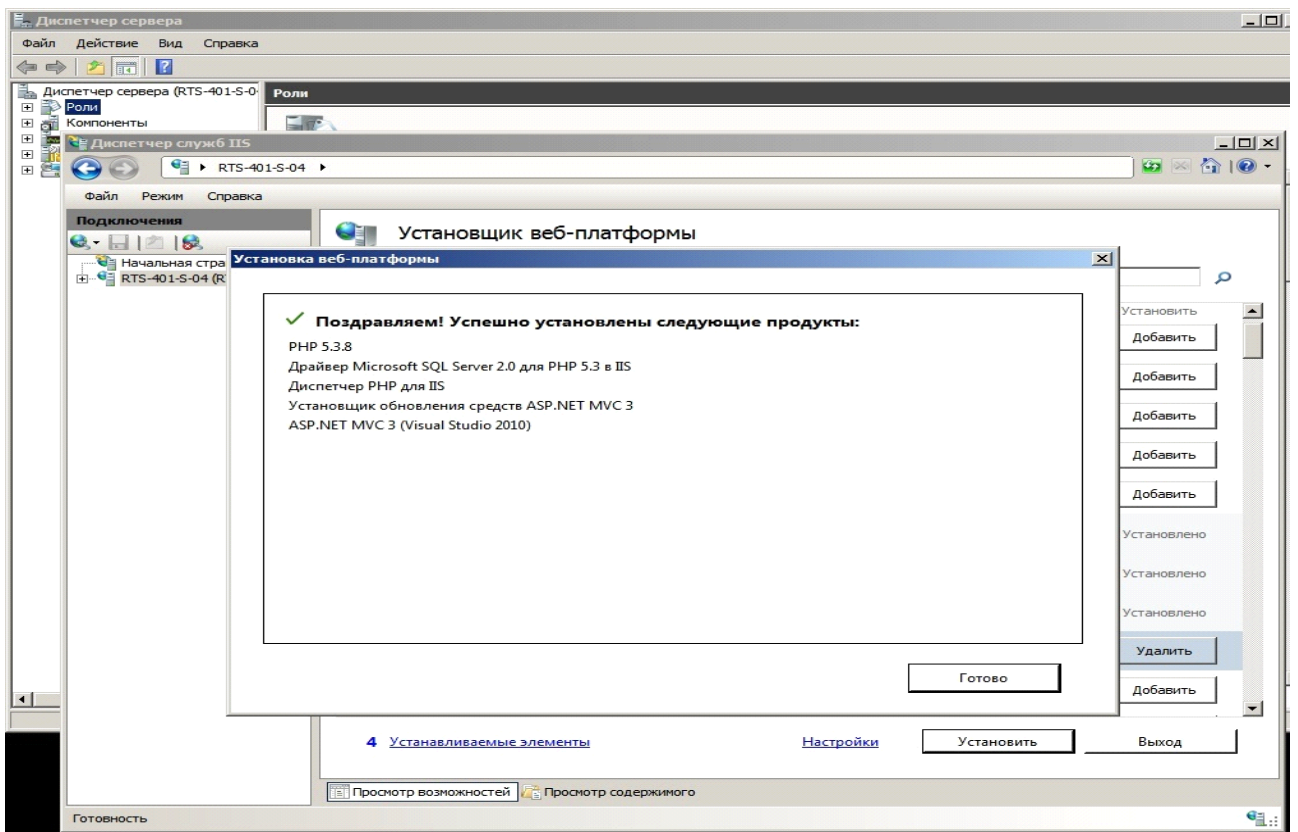 Диспетчер сервера
Файл Действие Вид Справка
Диспетчер сервера (RTS-401-S-0
Роли
Роли
Компоненты
Диспетчер служб IIS
RTS-401-S-04
Файл Режим Справка
Подключения
Начальная стра
RTS-401-S-04 (R
Установщик веб-платформы
Установка веб-платформы
Поздравляем! Успешно установлены следующие продукты:
PHP 5.3.8
Драйвер Microsoft SQL Server 2.0 для PHP 5.3 в IIS
Диспетчер PHP для IIS
Установщик обновления средств ASP.NET MVC 3
ASP.NET MVC 3 (Visual Studio 2010)
Готово
Установить
Добавить
Добавить
Добавить
Добавить
Добавить
Установлено
Установлено
Установлено
Удалить
Добавить
4 Устанавливаемые элементы Настройки Установить Выход
Просмотр возможностей Просмотр содержимого
Готовность